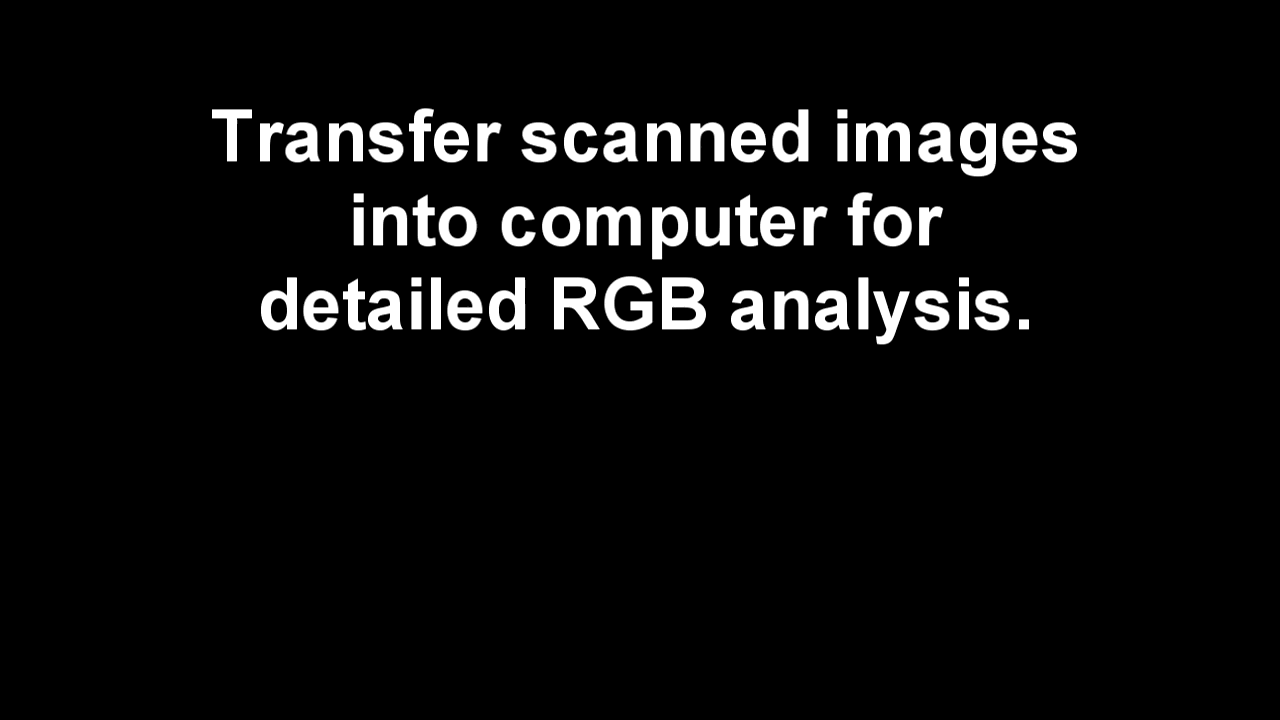 Transfer scanned images
into computer for
detailed RGB analysis.